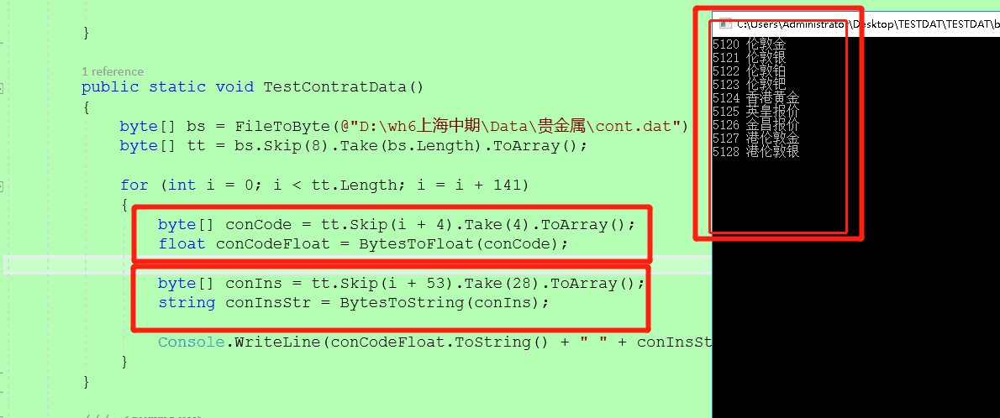 }
1 reference
public static void TestContratData()
{
byte[] bs = FileToByte(@"D:\wh6上海中期\Data\贵金属\cont.dat")
byte[] tt = bs.Skip(8).Take(bs.Length).ToArray();
for (int i = 0; i < tt.Length; i = i + 141)
{
byte[] conCode = tt.Skip(i + 4).Take(4).ToArray();
float conCodeFloat = BytesToFloat(conCode);
byte[] conIns = tt.Skip(i + 53).Take(28).ToArray();
string conInsStr = BytesToString(conIns);
Console.WriteLine(conCodeFloat.ToString() + " " + conInsSt
}
}
C:\Users\Administrator\Desktop\TESTDAT\TESTDAT\b
5120 伦敦金
5121 伦敦银
5122 伦敦铂
5123 伦敦钯
5124 香港黄金
5125 英皇报价
5126 金昌报价
5127 港伦敦金
5128 港伦敦银